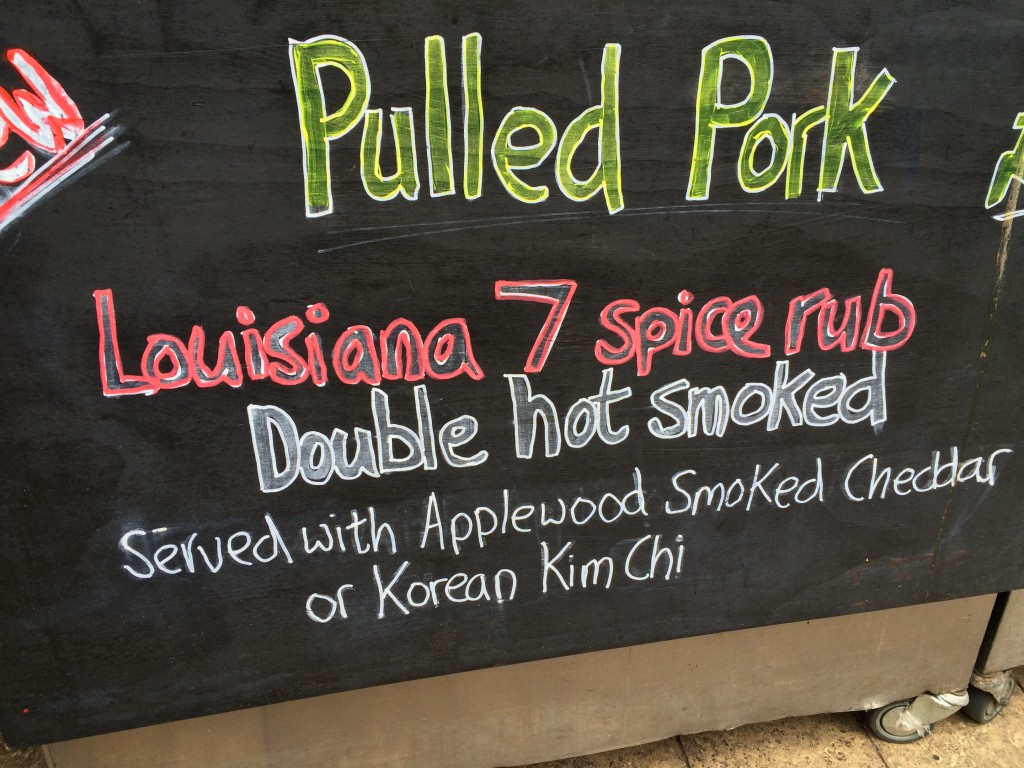 Pulled Pork
Louisiana 7 spice rub
Double hot smoked
Served with Applewood Smoked Cheddar
or Korean Kim Chi